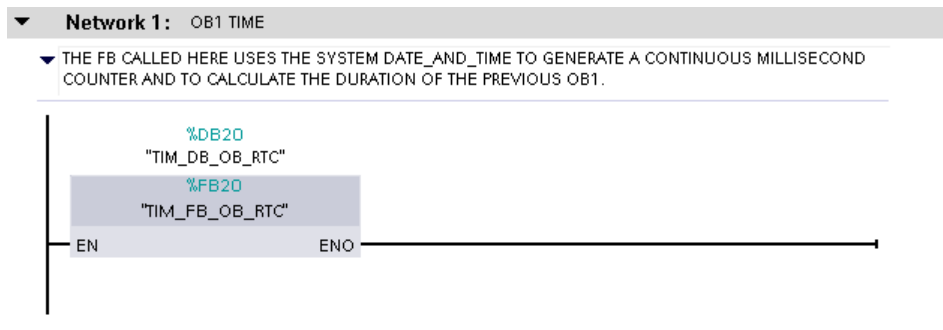 Network 1: OB1 TIME
THE FB CALLED HERE USES THE SYSTEM DATE_AND_TIME TO GENERATE A CONTINUOUS MILLISECOND
COUNTER AND TO CALCULATE THE DURATION OF THE PREVIOUS OB1.
%DB20
"TIM_DB_OB_RTC"
%FB20
"TIM_FB_OB_RTC"
EN ENO